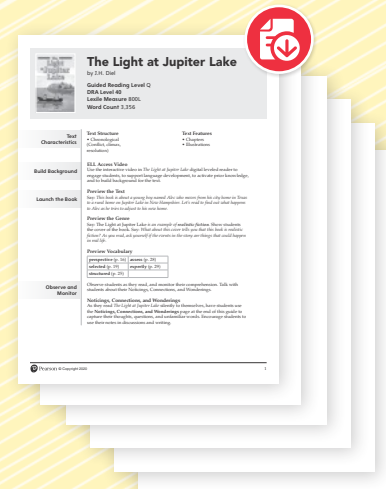 The Light at Jupiter Lake
by J.H. Diel
Guided Reading Level Q
DRA Level 40
Lexile Measure 800L
Word Count 3,356
Text
Characteristics
Text Structure
• Chronological
(Conflict, climax,
resolution)
Text Features
• Chapters
• Illustrations
Build Background
ELL Access Video
Use the interactive video in The Light at Jupiter Lake digital leveled reader to
engage students, to support language development, to activate prior knowledge,
and to build background for the text.
Launch the Book
Preview the Text
Say: This book is about a young boy named Alec who moves from his city home in Texas
to a rural home on Jupiter Lake in New Hampshire. Let's read to find out what happens
to Alec as he tries to adjust to his new home.
Preview the Genre
Say: The Light at Jupiter Lake is an example of realistic fiction. Show students
the cover of the book. Say: What about this cover tells you that this book is realistic
fiction? As you read, ask yourself if the events in the story are things that could happen
in real life.
Preview Vocabulary
perspective (p. 16) access (p. 28)
selected (p. 19) expertly (p. 29)
structured (p. 25)
Observe and
Monitor
Observe students as they read, and monitor their comprehension. Talk with
students about their Noticings, Connections, and Wonderings.
Noticings, Connections, and Wonderings
As they read The Light at Jupiter Lake silently to themselves, have students use
the Noticings, Connections, and Wonderings page at the end of this guide to
capture their thoughts, questions, and unfamiliar words. Encourage students to
use their notes in discussions and writing.
Pearson © Copyright 2020
1